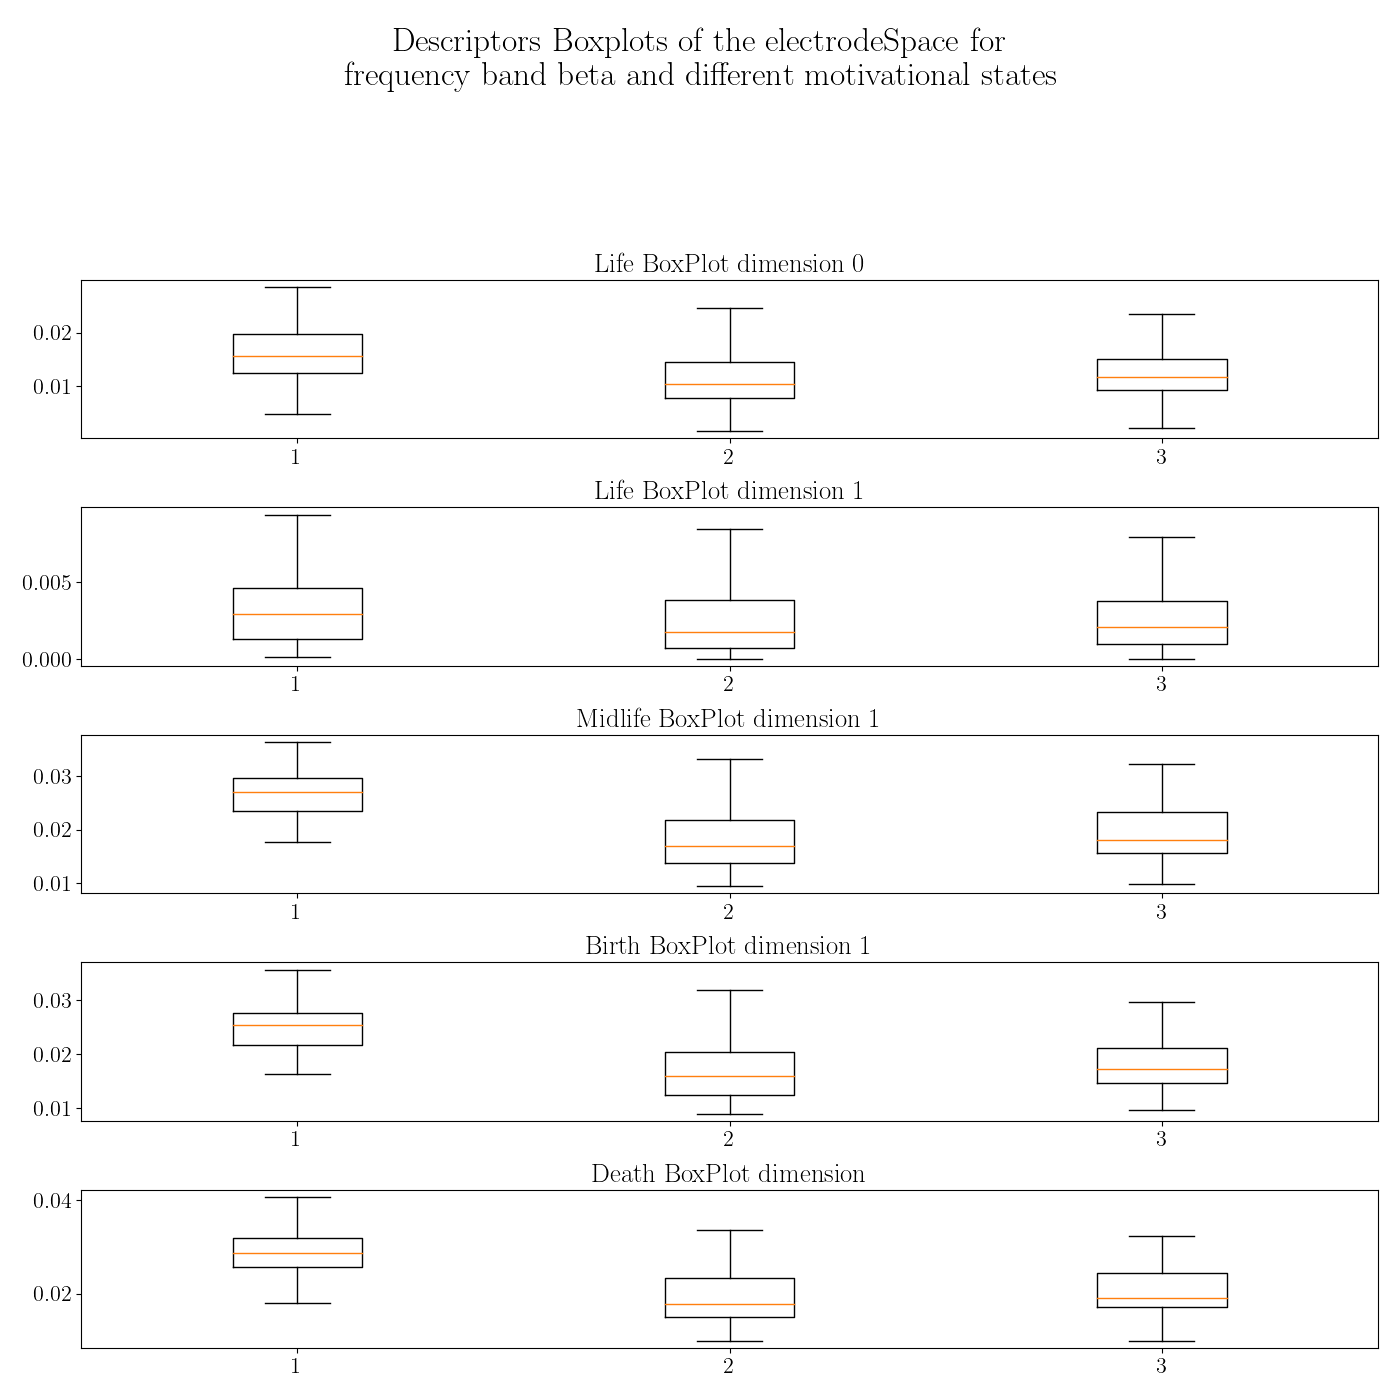 Descriptors Boxplots of the electrodeSpace for
frequency band beta and different motivational states
Life BoxPlot dimension 0
0.02
0.01
1 2 3
Life BoxPlot dimension 1
0.005
0.000
1 2 3
Midlife BoxPlot dimension 1
0.03
0.02
0.01
1 2 3
Birth BoxPlot dimension 1
0.03
0.02
0.01
1 2 3
Death BoxPlot dimension
0.04
0.02
1 2 3